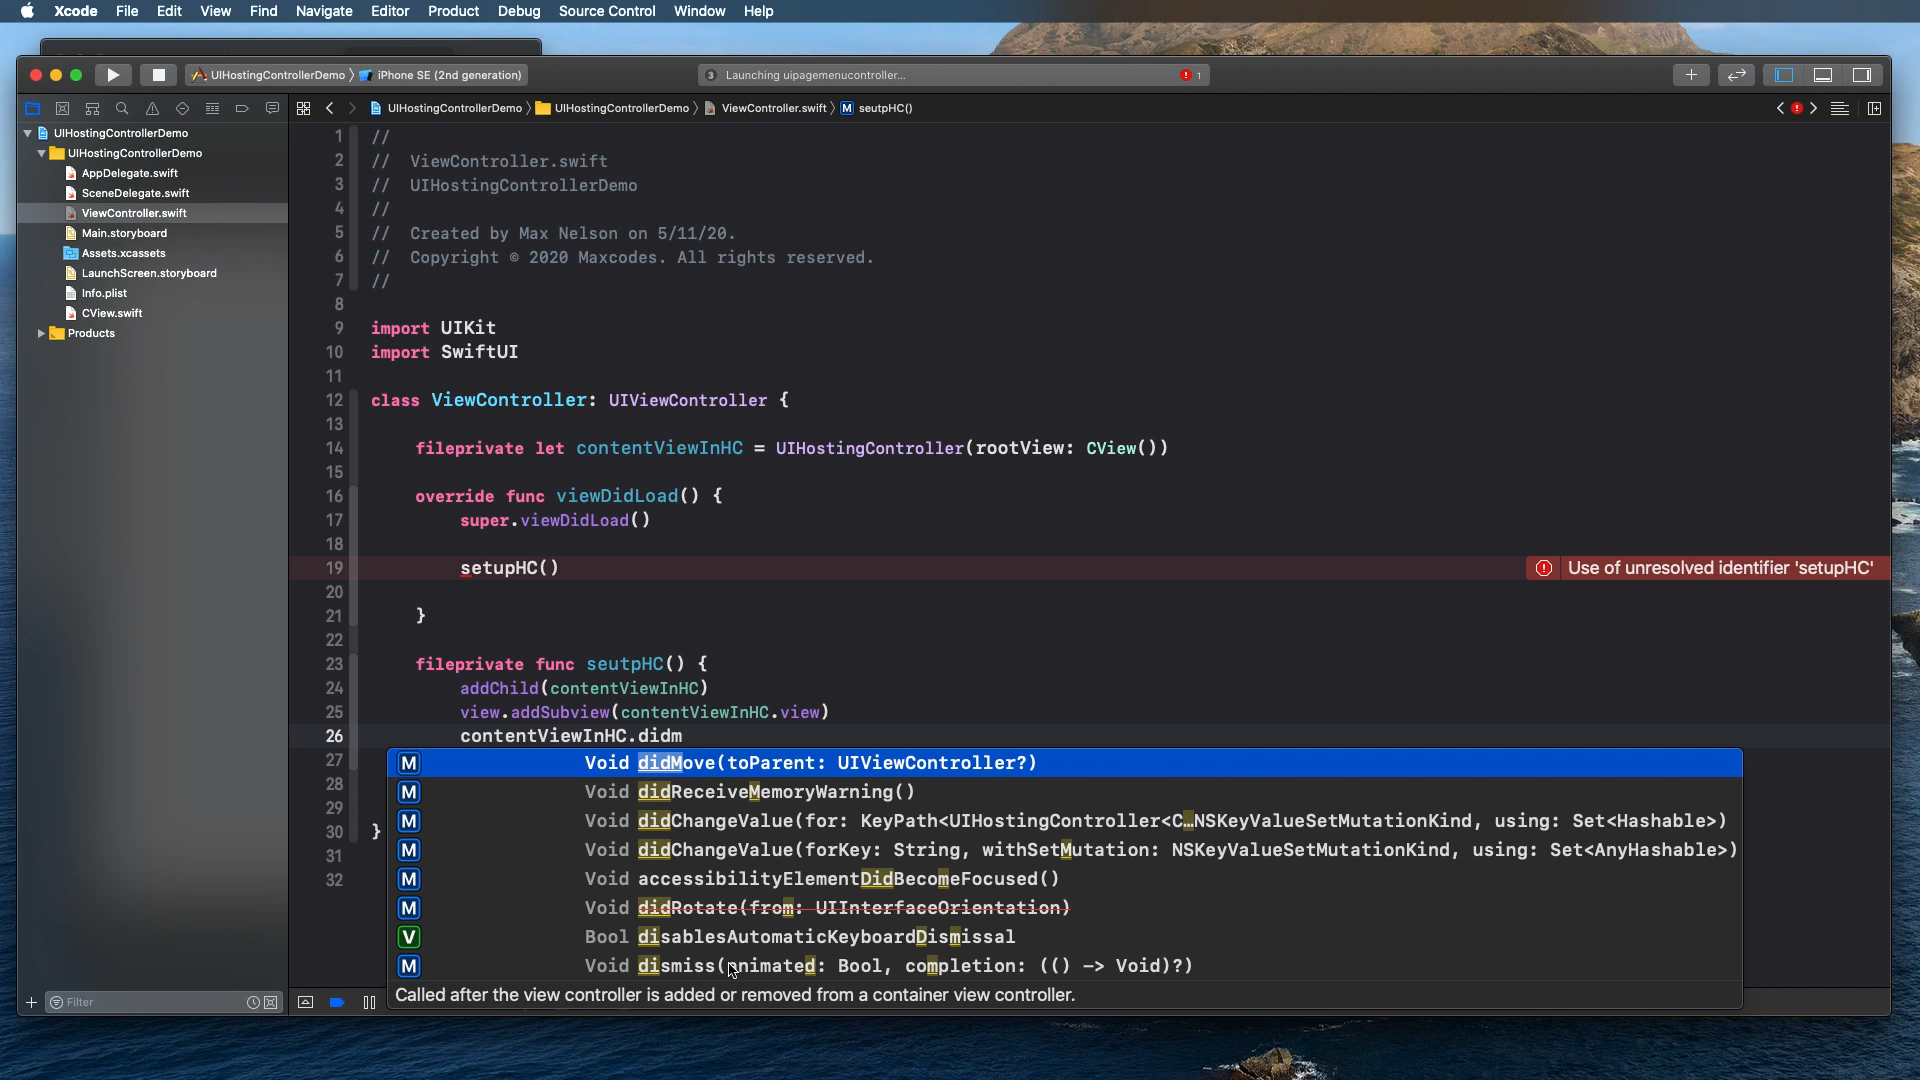 Xcode File Edit View Find Navigate Editor Product Debug Source Control Window Help
UIHostingControllerDemo 〉 iPhone SE (2nd generation)
3 Launching uipagemenucontroller... 1
UIHostingControllerDemo 〉 UIHostingControllerDemo 〉 ViewController.swift 〉 M seutpHC()
UIHostingControllerDemo
UIHostingControllerDemo
AppDelegate.swift
SceneDelegate.swift
ViewController.swift
Main.storyboard
Assets.xcassets
LaunchScreen.storyboard
Info.plist
CView.swift
Products
Filter
1 //
2 // ViewController.swift
3 // UIHostingControllerDemo
4 //
5 // Created by Max Nelson on 5/11/20.
6 // Copyright © 2020 Maxcodes. All rights reserved.
7 //
8
9 import UIKit
10 import SwiftUI
11
12 class ViewController: UIViewController {
13
14 fileprivate let contentViewInHC = UIHostingController(rootView: CView())
15
16 override func viewDidLoad() {
17 super.viewDidLoad()
18
19 setupHC() Use of unresolved identifier 'setupHC'
20
21 }
22
23 fileprivate func seutpHC() {
24 addChild(contentViewInHC)
25 view.addSubview(contentViewInHC.view)
26 contentViewInHC.didm
27
28
29
30 }
31
32
M Void didMove(toParent: UIViewController?)
M Void didReceiveMemoryWarning()
M Void didChangeValue(for: KeyPath<UIHostingController<C…NSKeyValueSetMutationKind, using: Set<Hashable>)
M Void didChangeValue(forKey: String, withSetMutation: NSKeyValueSetMutationKind, using: Set<AnyHashable>)
M Void accessibilityElementDidBecomeFocused()
M Void didRotate(from: UIInterfaceOrientation)
V Bool disablesAutomaticKeyboardDismissal
M Void dismiss(animated: Bool, completion: (() -> Void)?)
Called after the view controller is added or removed from a container view controller.